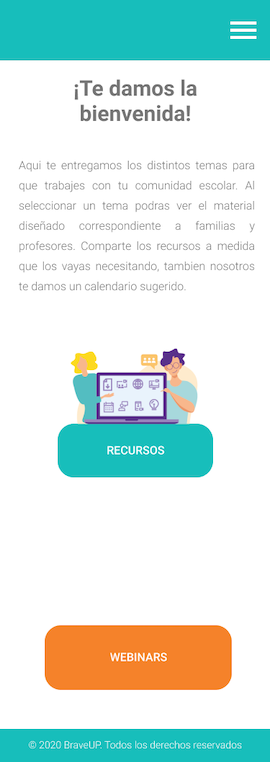 ¡Te damos la
bienvenida!
Aqui te entregamos los distintos temas para
que trabajes con tu comunidad escolar. Al
seleccionar un tema podras ver el material
diseñado correspondiente a familias y
profesores. Comparte los recursos a medida
que los vayas necesitando, tambien nosotros
te damos un calendario sugerido.
RECURSOS
WEBINARS
© 2020 BraveUP. Todos los derechos reservados